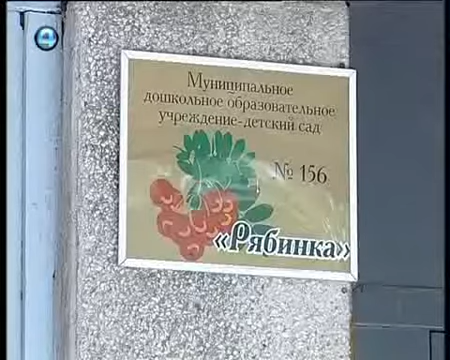 Муниципальное
дошкольное образовательное
учреждение-детский сад
№ 156
«Рябинка»